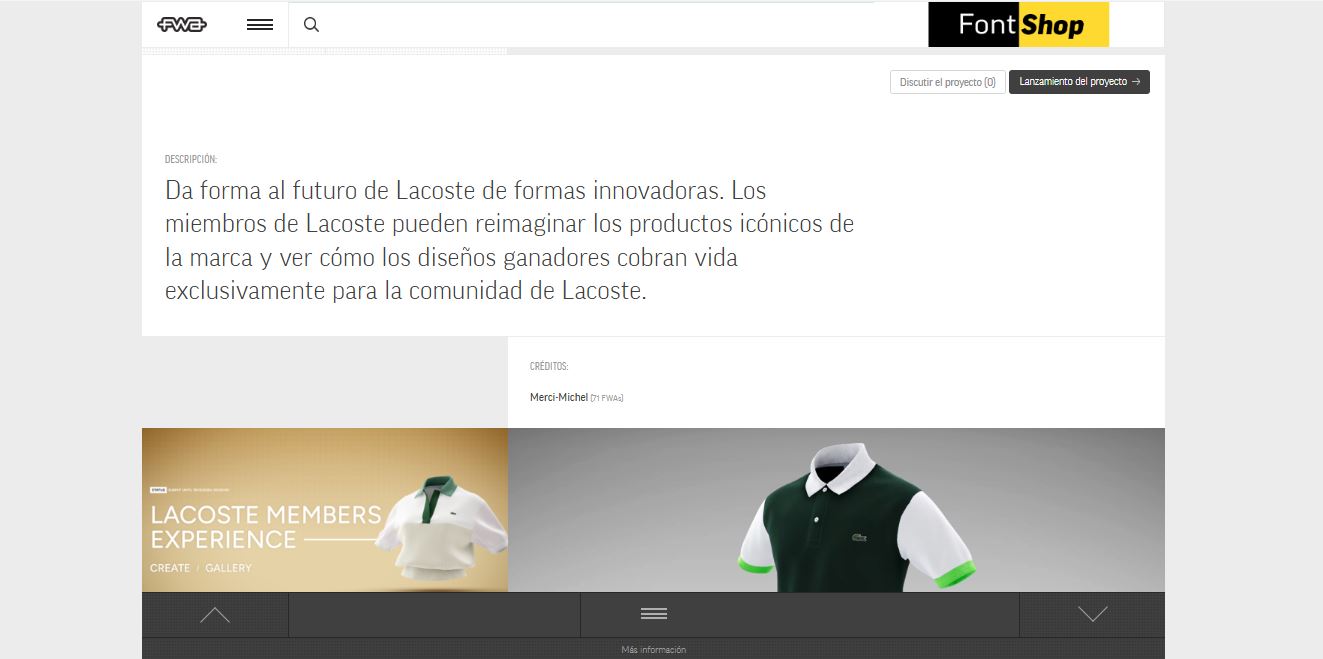 FWA
FontShop
Discutir el proyecto (0)
Lanzamiento del proyecto →
DESCRIPCIÓN:
Da forma al futuro de Lacoste de formas innovadoras. Los
miembros de Lacoste pueden reimaginar los productos icónicos de
la marca y ver cómo los diseños ganadores cobran vida
exclusivamente para la comunidad de Lacoste.
CRÉDITOS:
Merci-Michel (71 FWAs)
LACOSTE MEMBERS
EXPERIENCE
CREATE / GALLERY
Más información